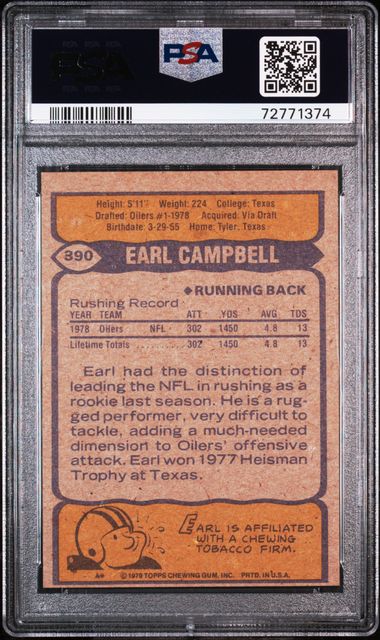 PSA
PSA
72771374
Height: 5'11" Weight: 224 College: Texas
Drafted: Oilers #1-1978 Acquired: Via Draft
Birthdate: 3-29-55 Home: Tyler, Texas
390 EARL CAMPBELL
◆RUNNING BACK
Rushing Record
YEAR TEAM ATT YDS AVG TDS
1978 Oilers NFL 302 1450 4.8 13
Lifetime Totals ........... 302 1450 4.8 13
Earl had the distinction of
leading the NFL in rushing as a
rookie last season. He is a rug-
ged performer, very difficult to
tackle, adding a much-needed
dimension to Oilers' offensive
attack. Earl won 1977 Heisman
Trophy at Texas.
EARL IS AFFILIATED
WITH A CHEWING
TOBACCO FIRM.
A* © 1979 TOPPS CHEWING GUM, INC. PRTD. IN U.S.A.